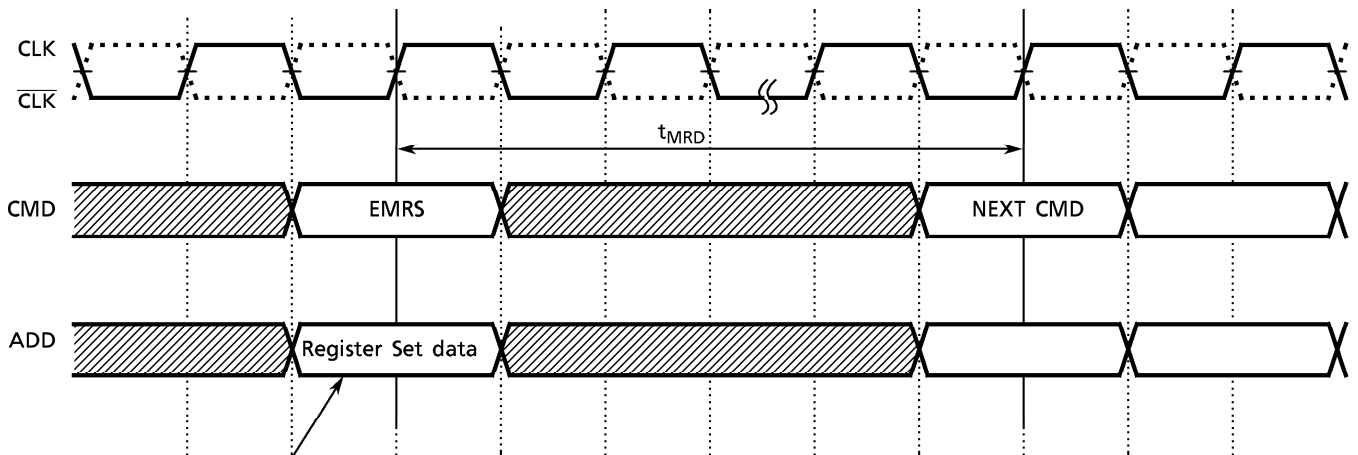 CLK
CLK
tMRD
CMD
EMRS
NEXT CMD
ADD
Register Set data